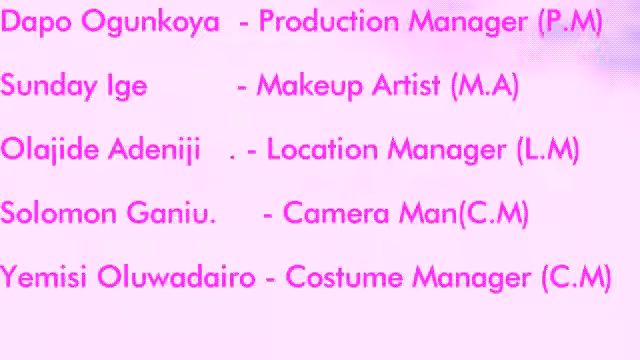 Dapo Ogunkoya - Production Manager (P.M)
Sunday Ige - Makeup Artist (M.A)
Olajide Adeniji . - Location Manager (L.M)
Solomon Ganiu. - Camera Man(C.M)
Yemisi Oluwadairo - Costume Manager (C.M)